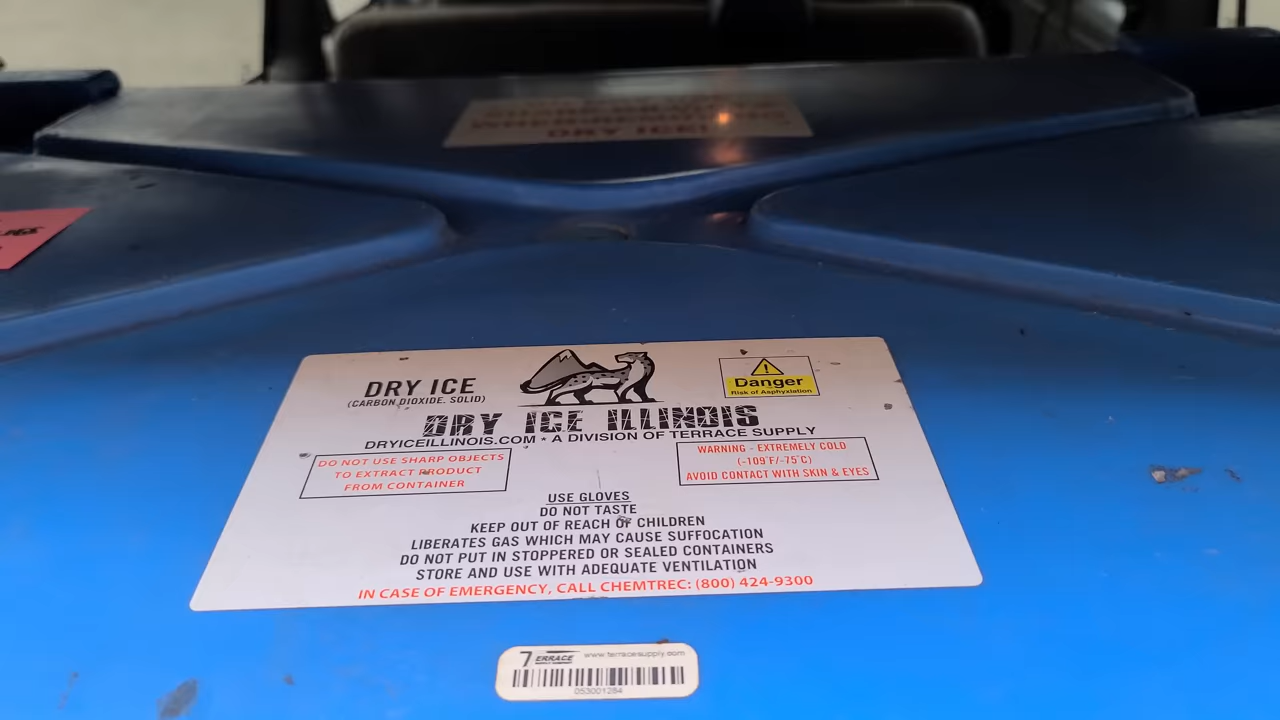 DRY ICE!
DRY ICE
(CARBON DIOXIDE, SOLID)
Danger
Risk of Asphyxiation
DRY ICE ILLINOIS
DRYICEILLINOIS.COM * A DIVISION OF TERRACE SUPPLY
DO NOT USE SHARP OBJECTS
TO EXTRACT PRODUCT
FROM CONTAINER
WARNING - EXTREMELY COLD
(-109°F/-75°C)
AVOID CONTACT WITH SKIN & EYES
USE GLOVES
DO NOT TASTE
KEEP OUT OF REACH OF CHILDREN
LIBERATES GAS WHICH MAY CAUSE SUFFOCATION
DO NOT PUT IN STOPPERED OR SEALED CONTAINERS
STORE AND USE WITH ADEQUATE VENTILATION
IN CASE OF EMERGENCY, CALL CHEMTREC: (800) 424-9300
TERRACE
SUPPLY COMPANY
www.terracesupply.com
053001284